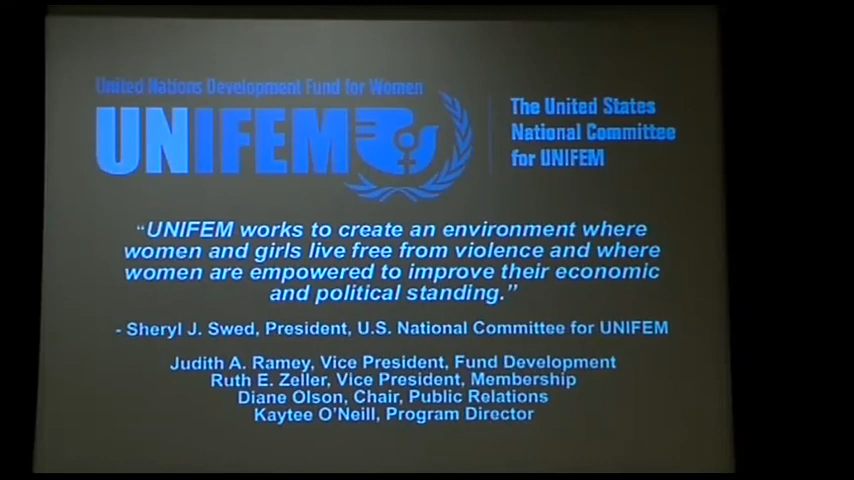 United Nations Development Fund for Women
UNIFEM
The United States
National Committee
for UNIFEM
“UNIFEM works to create an environment where
women and girls live free from violence and where
women are empowered to improve their economic
and political standing.”
- Sheryl J. Swed, President, U.S. National Committee for UNIFEM
Judith A. Ramey, Vice President, Fund Development
Ruth E. Zeller, Vice President, Membership
Diane Olson, Chair, Public Relations
Kaytee O’Neill, Program Director